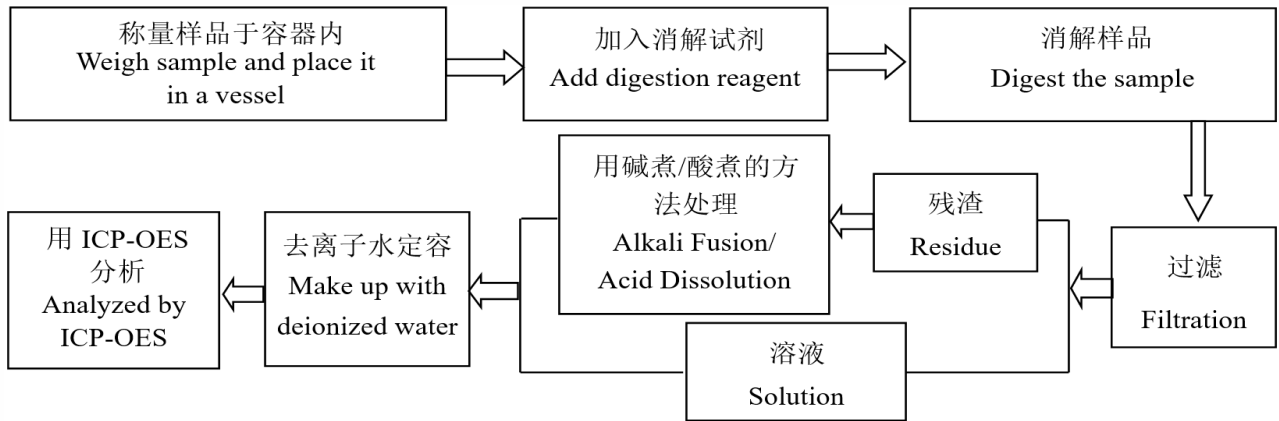 称量样品于容器内
Weigh sample and place it
in a vessel
加入消解试剂
Add digestion reagent
消解样品
Digest the sample
过滤
Filtration
残渣
Residue
用碱煮/酸煮的方
法处理
Alkali Fusion/
Acid Dissolution
溶液
Solution
去离子水定容
Make up with
deionized water
用 ICP-OES
分析
Analyzed by
ICP-OES